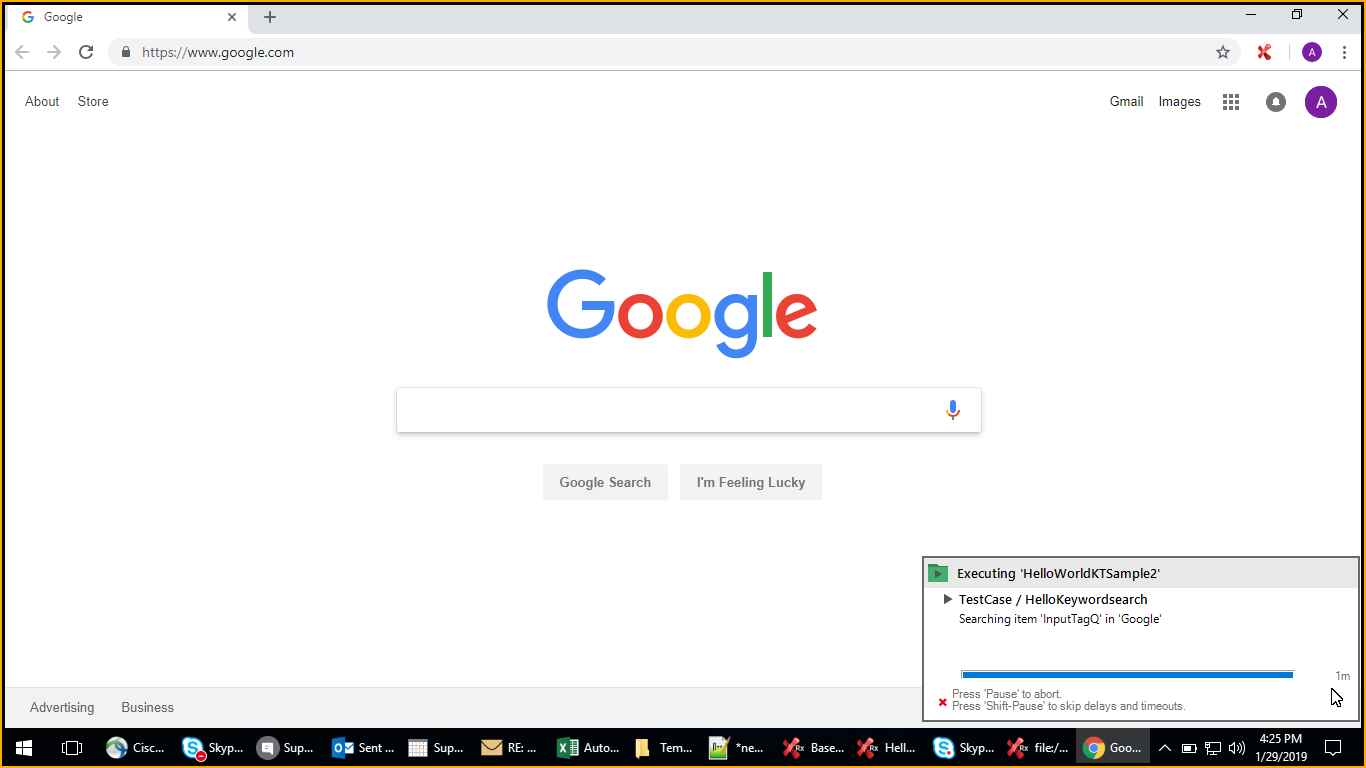 Google
https://www.google.com
A
About Store Gmail Images A
Google
Google Search I'm Feeling Lucky
Executing 'HelloWorldKTSample2'
TestCase / HelloKeywordsearch
Searching item 'InputTagQ' in 'Google'
1m
Press 'Pause' to abort.
Press 'Shift-Pause' to skip delays and timeouts.
Advertising Business
Cisc... Skyp... Sup... Sent ... Sup... RE: ... Auto... Tem... *ne... Rx Base... Rx Hell... Skyp... Rx file/... Goo... 4:25 PM
1/29/2019